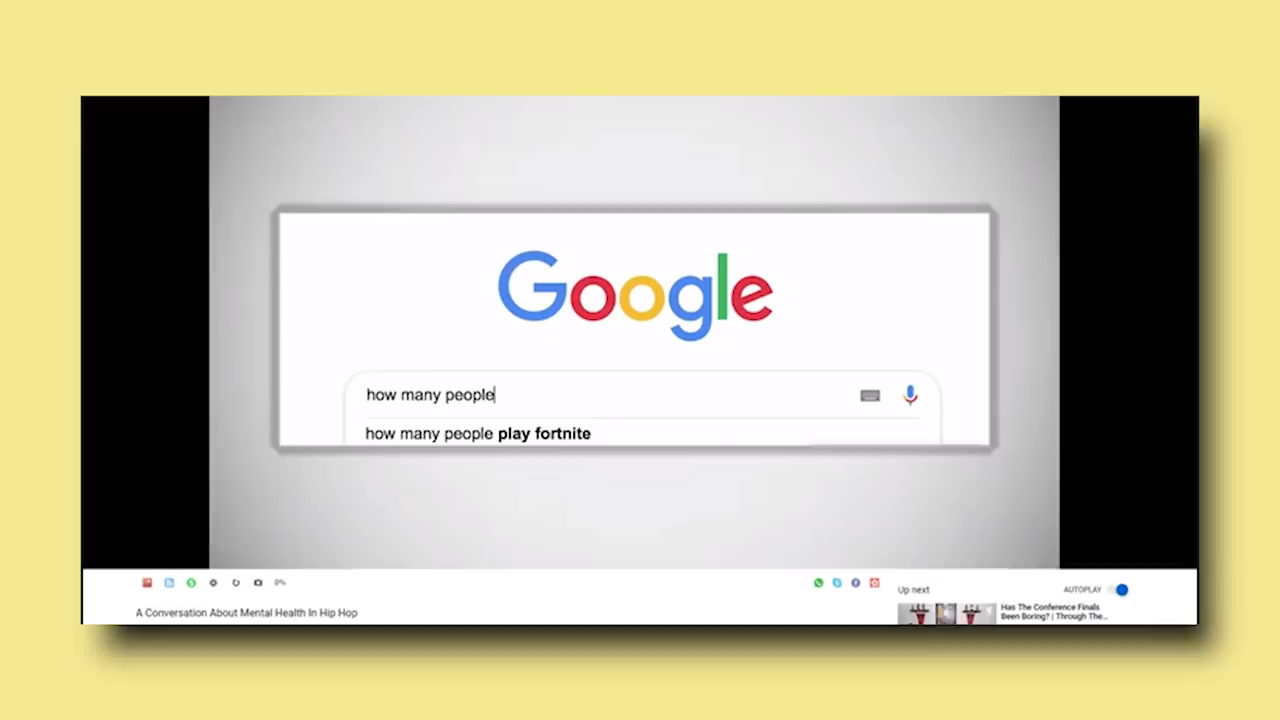 Google
how many people
how many people play fortnite
0%
A Conversation About Mental Health In Hip Hop
Up next
AUTOPLAY
Has The Conference Finals
Been Boring? | Through The...